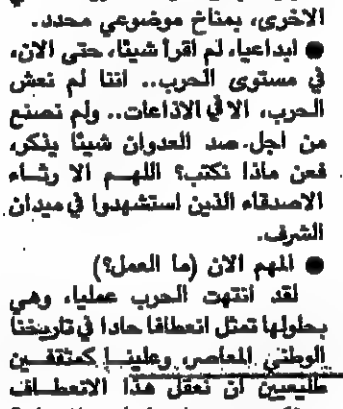 الاخرى، بمناخ موضوعي محدد.
● ابداعيا، لم اقرا شيئا، حتى الان،
في مستوى الحرب.. اننا لم نعش
الحرب، الا في الاذاعات.. ولم نصنع
من اجل صد العدوان شيئا يذكر،
فعن ماذا نكتب؟ اللهم الا رثاء
الاصدقاء الذين استشهدوا في ميدان
الشرف.
● المهم الان (ما العمل؟)
لقد انتهت الحرب عمليا، وهي
بحلولها تمثل انعطافا حادا في تاريخنا
الوطني المعاصر، وعلينا كمثقفين
طليعيين ان نعقل هذا الانعطاف